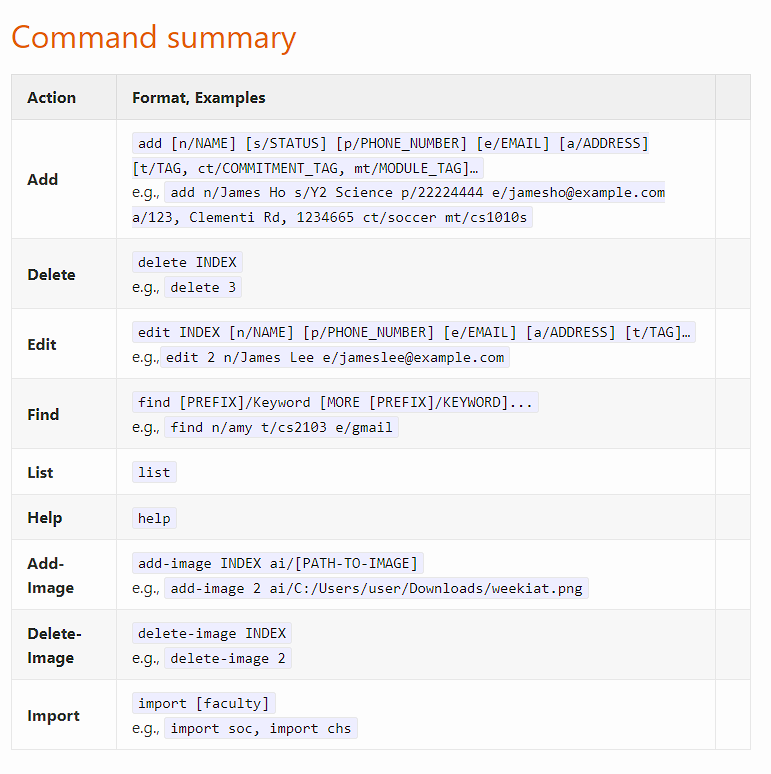 Command summary
Action Format, Examples
Add
add [n/NAME] [s/STATUS] [p/PHONE_NUMBER] [e/EMAIL] [a/ADDRESS]
[t/TAG, ct/COMMITMENT_TAG, mt/MODULE_TAG]…
e.g., add n/James Ho s/Y2 Science p/22224444 e/jamesho@example.com
a/123, Clementi Rd, 1234665 ct/soccer mt/cs1010s
Delete
delete INDEX
e.g., delete 3
Edit
edit INDEX [n/NAME] [p/PHONE_NUMBER] [e/EMAIL] [a/ADDRESS] [t/TAG]…
e.g., edit 2 n/James Lee e/jameslee@example.com
Find
find [PREFIX]/Keyword [MORE [PREFIX]/KEYWORD]...
e.g., find n/amy t/cs2103 e/gmail
List
list
Help
help
Add-
Image
add-image INDEX ai/[PATH-TO-IMAGE]
e.g., add-image 2 ai/C:/Users/user/Downloads/weekiat.png
Delete-
Image
delete-image INDEX
e.g., delete-image 2
Import
import [faculty]
e.g., import soc, import chs